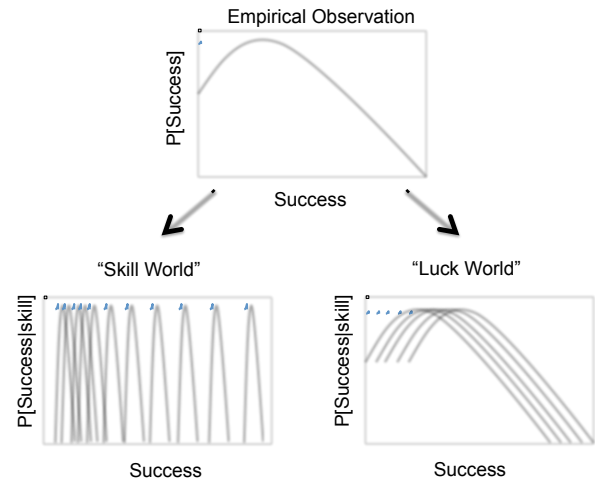 Empirical Observation
P[Success]
Success
“Skill World”
“Luck World”
P[Success|skill]
P[Success|skill]
Success
Success